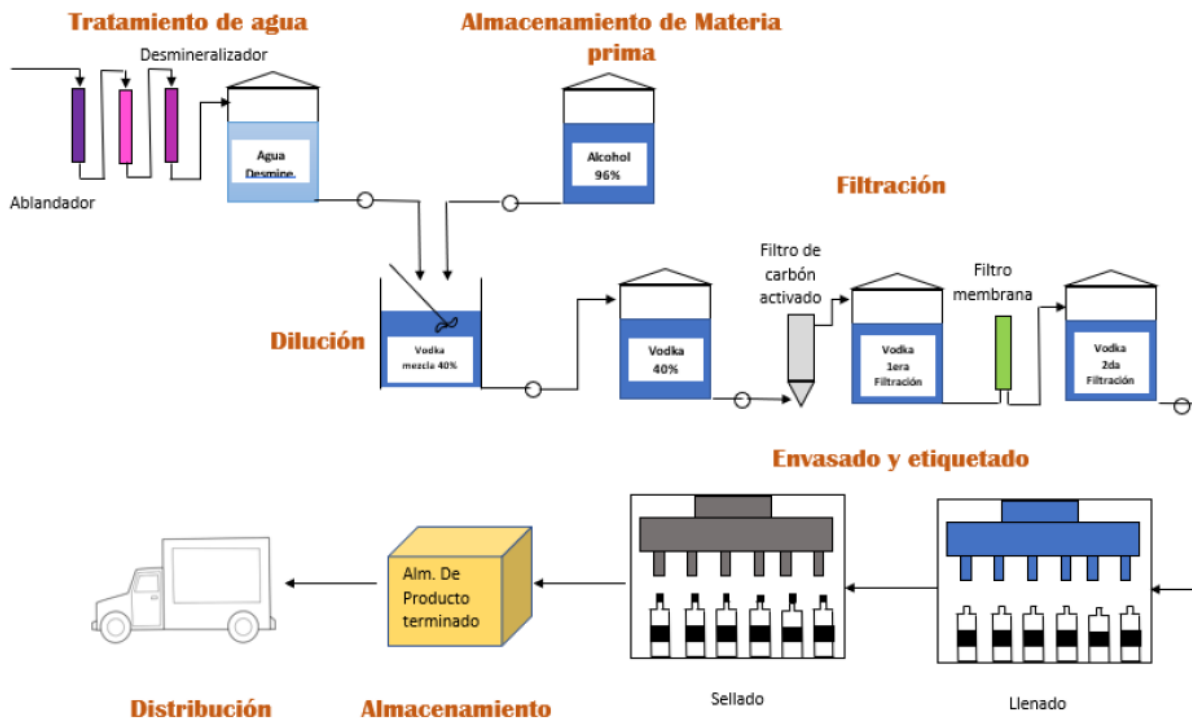 Tratamiento de agua
Almacenamiento de Materia
prima
Desmineralizador
Agua
Desmine.
Alcohol
96%
Ablandador
Filtración
Filtro de
carbón
activado
Filtro
membrana
Dilución
Vodka
mezcla 40%
Vodka
40%
Vodka
1era
Filtración
Vodka
2da
Filtración
Envasado y etiquetado
Alm. De
Producto
terminado
Sellado
Llenado
Distribución
Almacenamiento